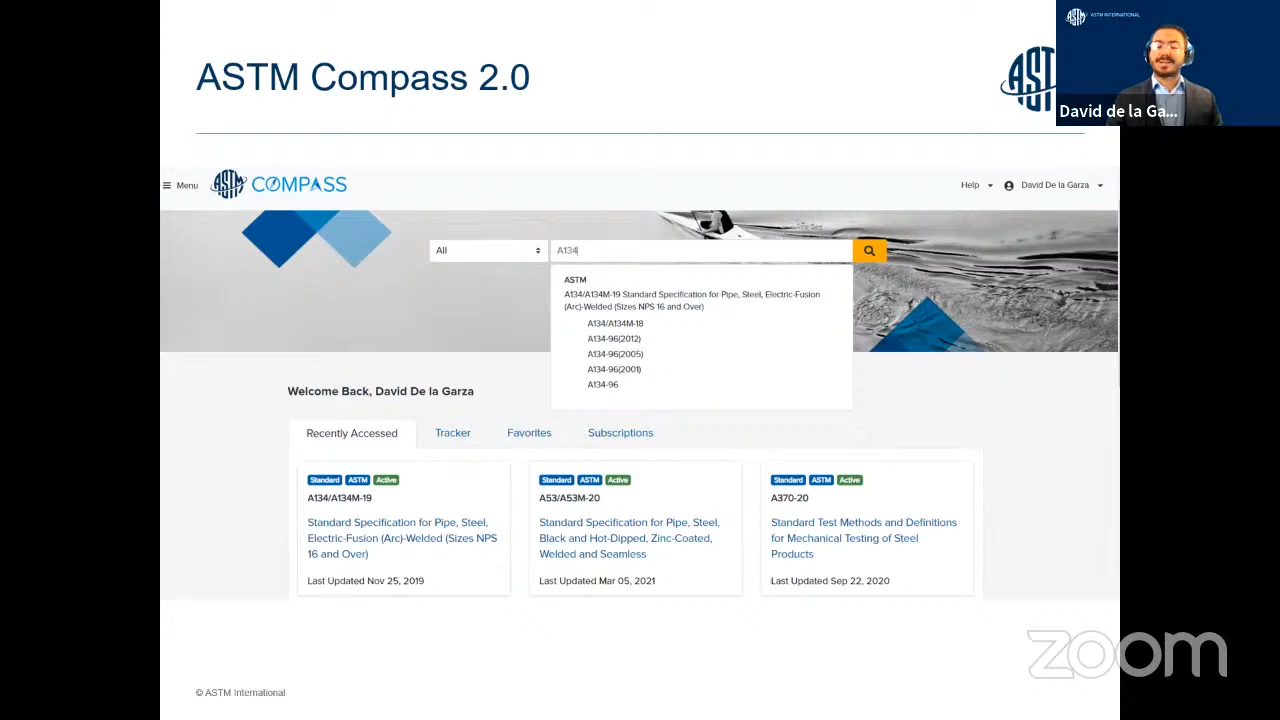 ASTM Compass 2.0
ASTM
ASTM INTERNATIONAL
David de la Ga...
Menu
ASTM COMPASS
Help
David De la Garza
All
A134
ASTM
A134/A134M-19 Standard Specification for Pipe, Steel, Electric-Fusion
(Arc)-Welded (Sizes NPS 16 and Over)
A134/A134M-18
A134-96(2012)
A134-96(2005)
A134-96(2001)
A134-96
Welcome Back, David De la Garza
Recently Accessed
Tracker
Favorites
Subscriptions
Standard ASTM Active
A134/A134M-19
Standard Specification for Pipe, Steel,
Electric-Fusion (Arc)-Welded (Sizes NPS
16 and Over)
Last Updated Nov 25, 2019
Standard ASTM Active
A53/A53M-20
Standard Specification for Pipe, Steel,
Black and Hot-Dipped, Zinc-Coated,
Welded and Seamless
Last Updated Mar 05, 2021
Standard ASTM Active
A370-20
Standard Test Methods and Definitions
for Mechanical Testing of Steel
Products
Last Updated Sep 22, 2020
zoom
© ASTM International